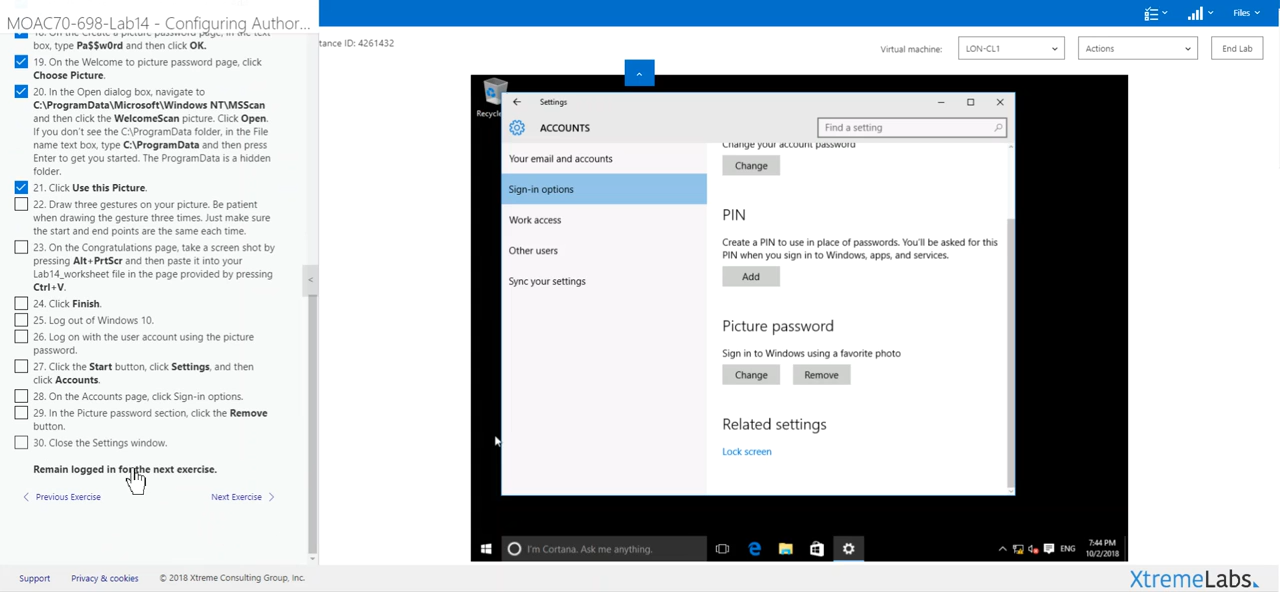 MOAC70-698-Lab14 - Configuring Author...
Files
tance ID: 4261432
Virtual machine:
LON-CL1
Actions
End Lab
18. On the Create a picture password page, in the text
box, type Pa$$w0rd and then click OK.
19. On the Welcome to picture password page, click
Choose Picture.
20. In the Open dialog box, navigate to
C:\ProgramData\Microsoft\Windows NT\MSScan
and then click the WelcomeScan picture. Click Open.
If you don't see the C:\ProgramData folder, in the File
name text box, type C:\ProgramData and then press
Enter to get you started. The ProgramData is a hidden
folder.
21. Click Use this Picture.
22. Draw three gestures on your picture. Be patient
when drawing the gesture three times. Just make sure
the start and end points are the same each time.
23. On the Congratulations page, take a screen shot by
pressing Alt+PrtScr and then paste it into your
Lab14_worksheet file in the page provided by pressing
Ctrl+V.
24. Click Finish.
25. Log out of Windows 10.
26. Log on with the user account using the picture
password.
27. Click the Start button, click Settings, and then
click Accounts.
28. On the Accounts page, click Sign-in options.
29. In the Picture password section, click the Remove
button.
30. Close the Settings window.
Remain logged in for the next exercise.
< Previous Exercise
Next Exercise >
<
Recycle
Settings
ACCOUNTS
Find a setting
Your email and accounts
Sign-in options
Work access
Other users
Sync your settings
Change your account password
Change
PIN
Create a PIN to use in place of passwords. You'll be asked for this
PIN when you sign in to Windows, apps, and services.
Add
Picture password
Sign in to Windows using a favorite photo
Change
Remove
Related settings
Lock screen
I'm Cortana. Ask me anything.
ENG
7:44 PM
10/2/2018
Support
Privacy & cookies
© 2018 Xtreme Consulting Group, Inc.
XtremeLabs